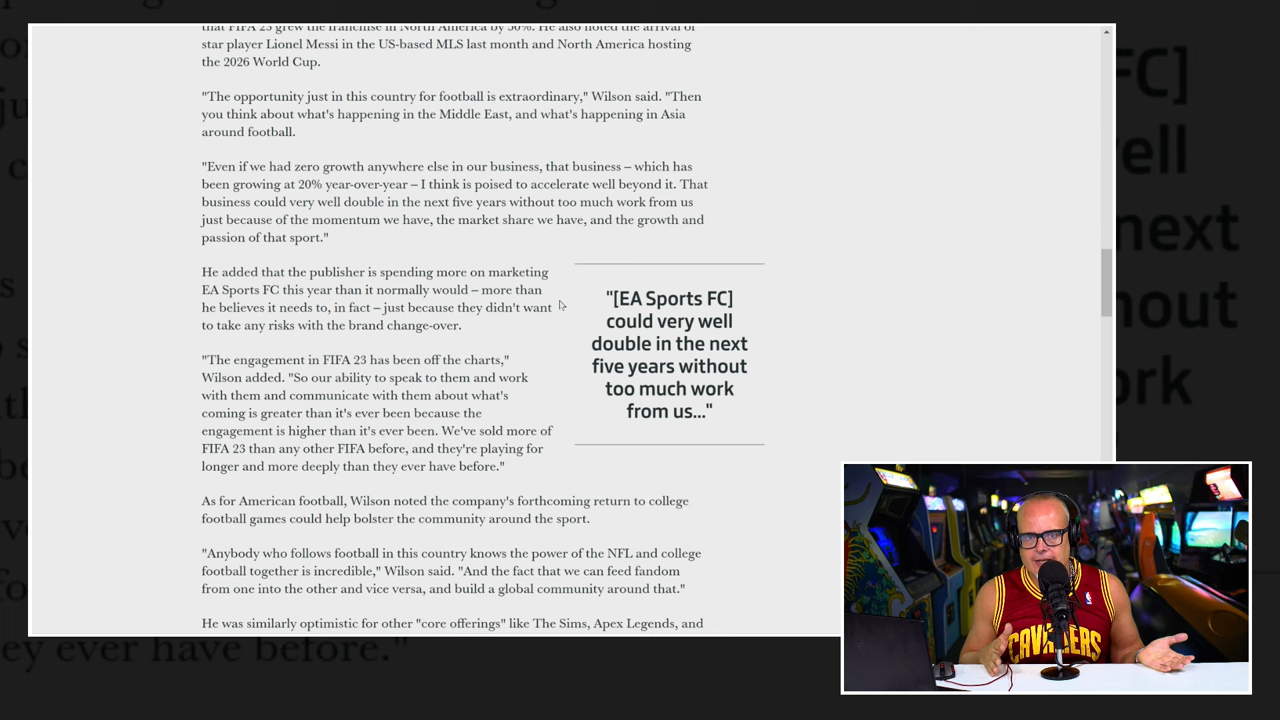 that FIFA 23 grew the franchise in North America by 50%. He also noted the arrival of
star player Lionel Messi in the US-based MLS last month and North America hosting
the 2026 World Cup.
"The opportunity just in this country for football is extraordinary," Wilson said. "Then
you think about what's happening in the Middle East, and what's happening in Asia
around football.
"Even if we had zero growth anywhere else in our business, that business – which has
been growing at 20% year-over-year – I think is poised to accelerate well beyond it. That
business could very well double in the next five years without too much work from us
just because of the momentum we have, the market share we have, and the growth and
passion of that sport."
He added that the publisher is spending more on marketing
EA Sports FC this year than it normally would – more than
he believes it needs to, in fact – just because they didn't want
to take any risks with the brand change-over.
"[EA Sports FC]
could very well
double in the next
five years without
too much work
from us..."
"The engagement in FIFA 23 has been off the charts,"
Wilson added. "So our ability to speak to them and work
with them and communicate with them about what's
coming is greater than it's ever been because the
engagement is higher than it's ever been. We've sold more of
FIFA 23 than any other FIFA before, and they're playing for
longer and more deeply than they ever have before."
As for American football, Wilson noted the company's forthcoming return to college
football games could help bolster the community around the sport.
"Anybody who follows football in this country knows the power of the NFL and college
football together is incredible," Wilson said. "And the fact that we can feed fandom
from one into the other and vice versa, and build a global community around that."
He was similarly optimistic for other "core offerings" like The Sims, Apex Legends, and
CAVALIERS
FC]
ell
next
hout
ork
ey ever have before."